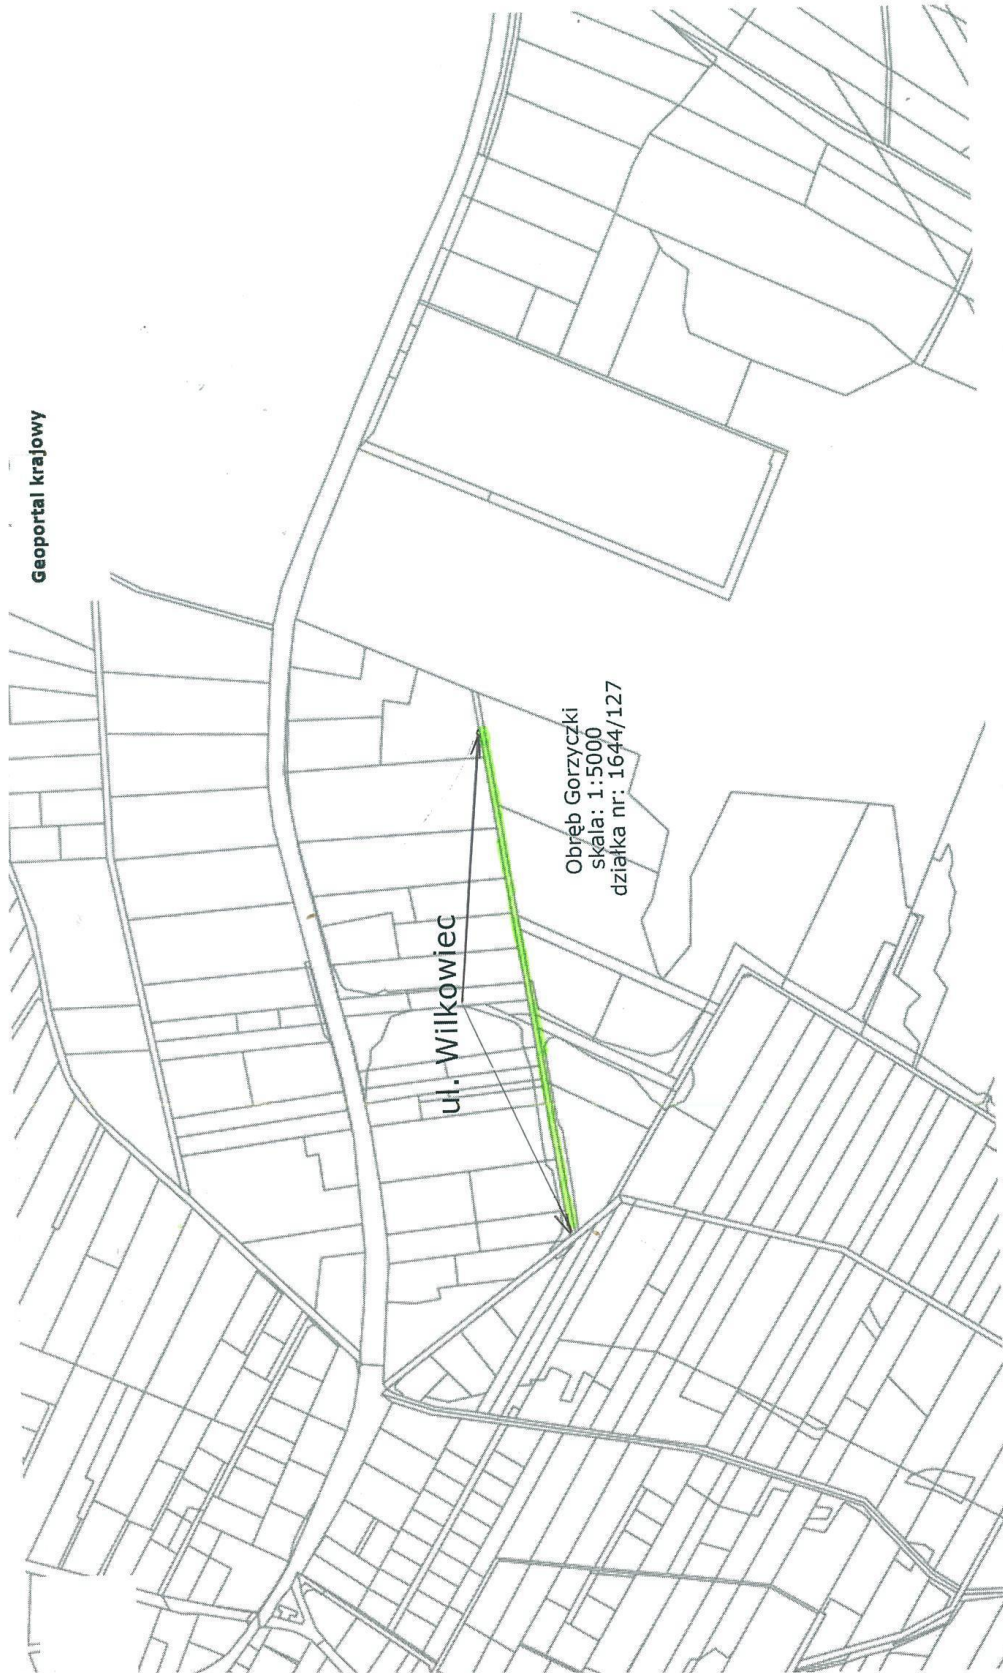 Geoportal krajowy
ul. Wilkowiec
Obręb Gorzyczki
skala: 1:5000
działka nr: 1644/127